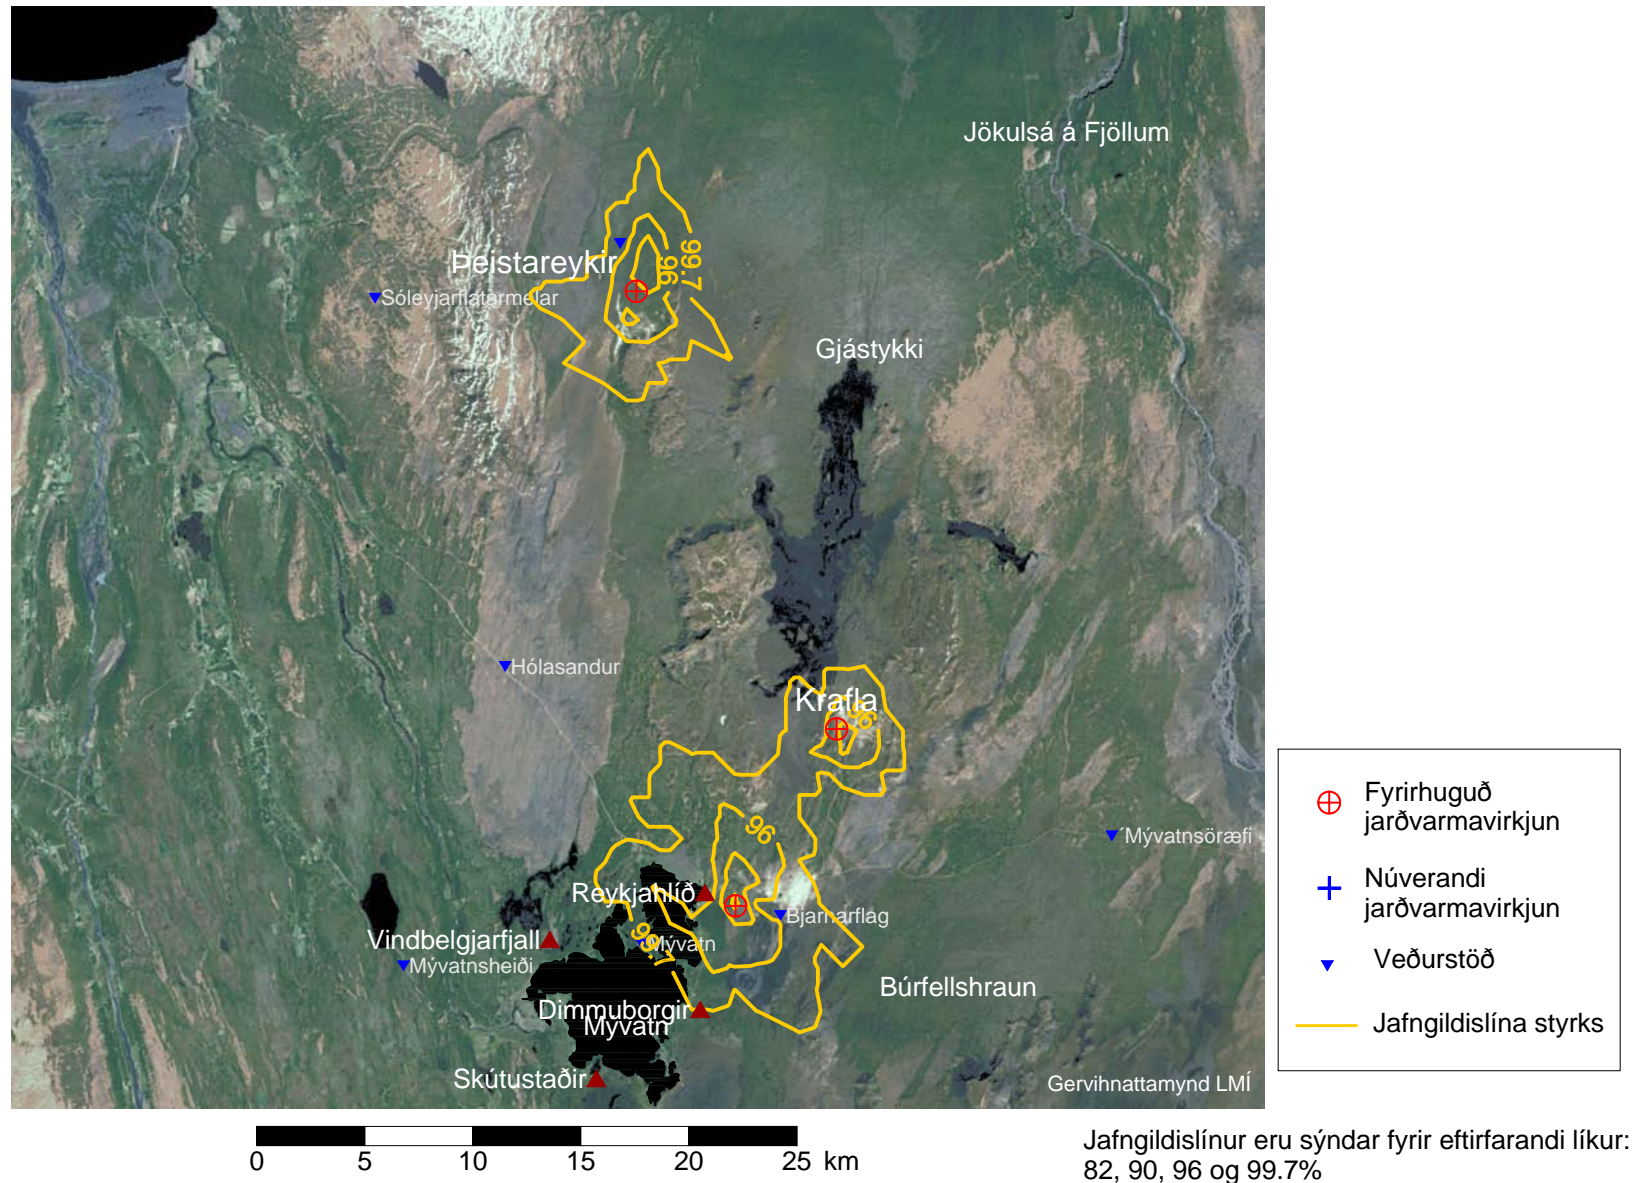 Jökulsá á Fjöllum
99.7
96
Þeistareykir
Sóleyjarflatarmelar
Gjástykki
Hólasandur
Krafla
96
96
Mývatnsöræfi
Reykjahlíð
Bjarnarflag
99.7
Vindbelgjarfjall
Mývatn
Mývatnsheiði
Búrfellshraun
Dimmuborgir
Mývatn
Skútustaðir
Gervihnattamynd LMÍ
Fyrirhuguð
jarðvarmavirkjun
Núverandi
jarðvarmavirkjun
Veðurstöð
Jafngildislína styrks
0 5 10 15 20 25 km
Jafngildislínur eru sýndar fyrir eftirfarandi líkur:
82, 90, 96 og 99.7%